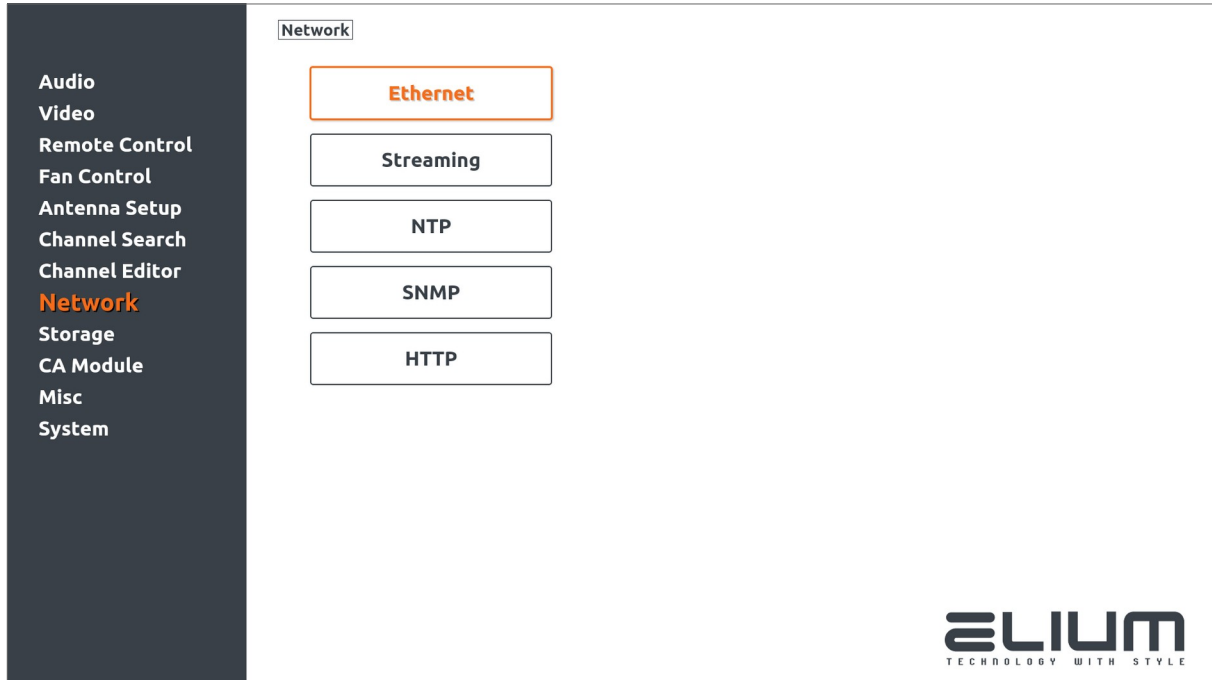 Network
Audio
Video
Remote Control
Fan Control
Antenna Setup
Channel Search
Channel Editor
Network
Storage
CA Module
Misc
System
Ethernet
Streaming
NTP
SNMP
HTTP
ELIUM
TECHNOLOGY WITH STYLE